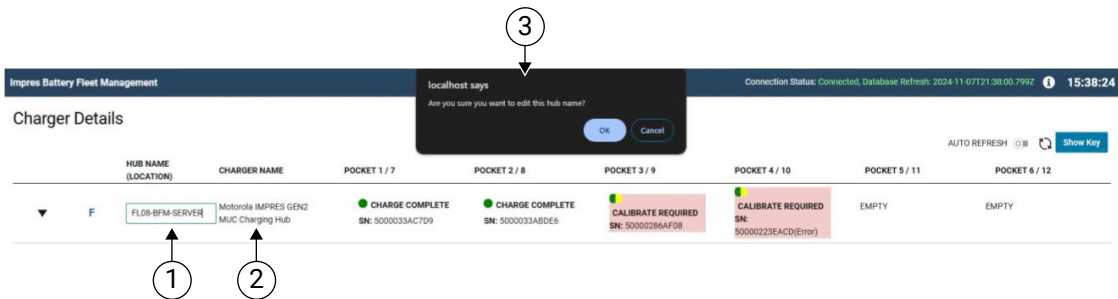 3
Impres Battery Fleet Management
localhost says
Are you sure you want to edit this hub name?
OK Cancel
Connection Status: Connected, Database Refresh: 2024-11-07T21:38:00.799Z
i
15:38:24
Charger Details
AUTO REFRESH
Show Key
HUB NAME
(LOCATION)
CHARGER NAME
POCKET 1 / 7
POCKET 2 / 8
POCKET 3 / 9
POCKET 4 / 10
POCKET 5 / 11
POCKET 6 / 12
F
FL08-BFM-SERVER
Motorola IMPRES GEN2
MUC Charging Hub
CHARGE COMPLETE
SN: 5000033AC7D9
CHARGE COMPLETE
SN: 5000033ABDE6
CALIBRATE REQUIRED
SN: 50000286AF08
CALIBRATE REQUIRED
SN:
50000223EACD(Error)
EMPTY
EMPTY
1
2